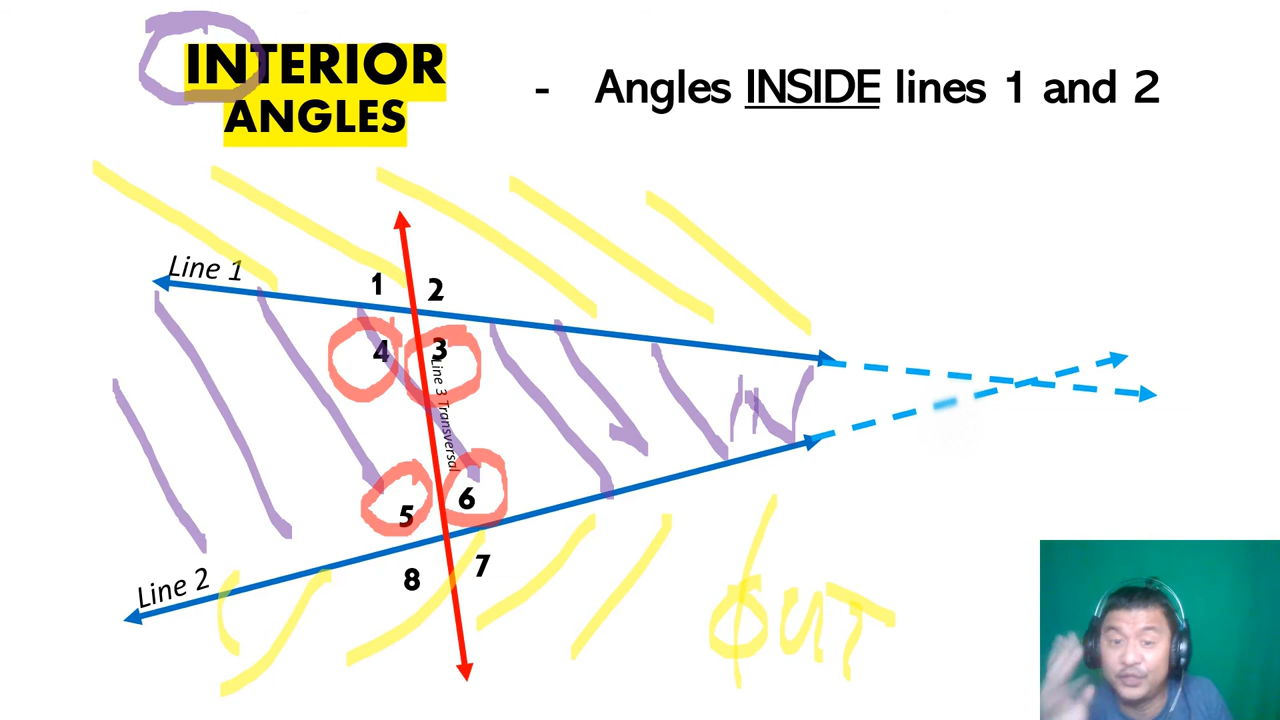 INTERIOR
ANGLES
- Angles INSIDE lines 1 and 2
Line 1
1
2
4
3
Line 3 Transversal
5
6
Line 2
8
7
IN
OUT